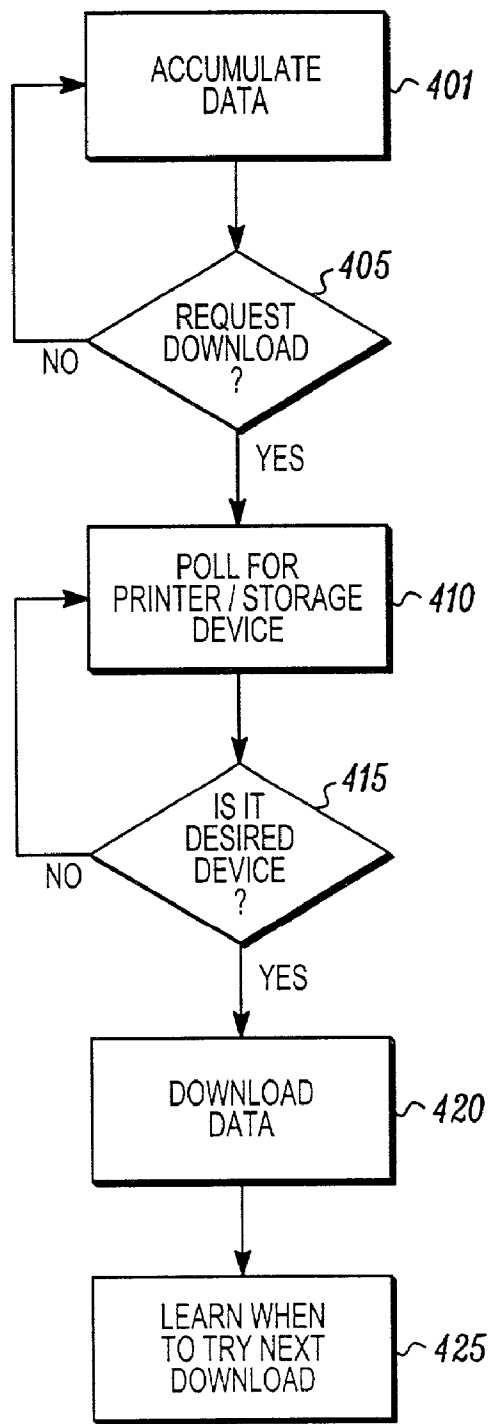 ACCUMULATE
DATA
401
405
REQUEST
DOWNLOAD
?
NO
YES
POLL FOR
PRINTER / STORAGE
DEVICE
410
415
IS IT
DESIRED
DEVICE
?
NO
YES
DOWNLOAD
DATA
420
LEARN WHEN
TO TRY NEXT
DOWNLOAD
425